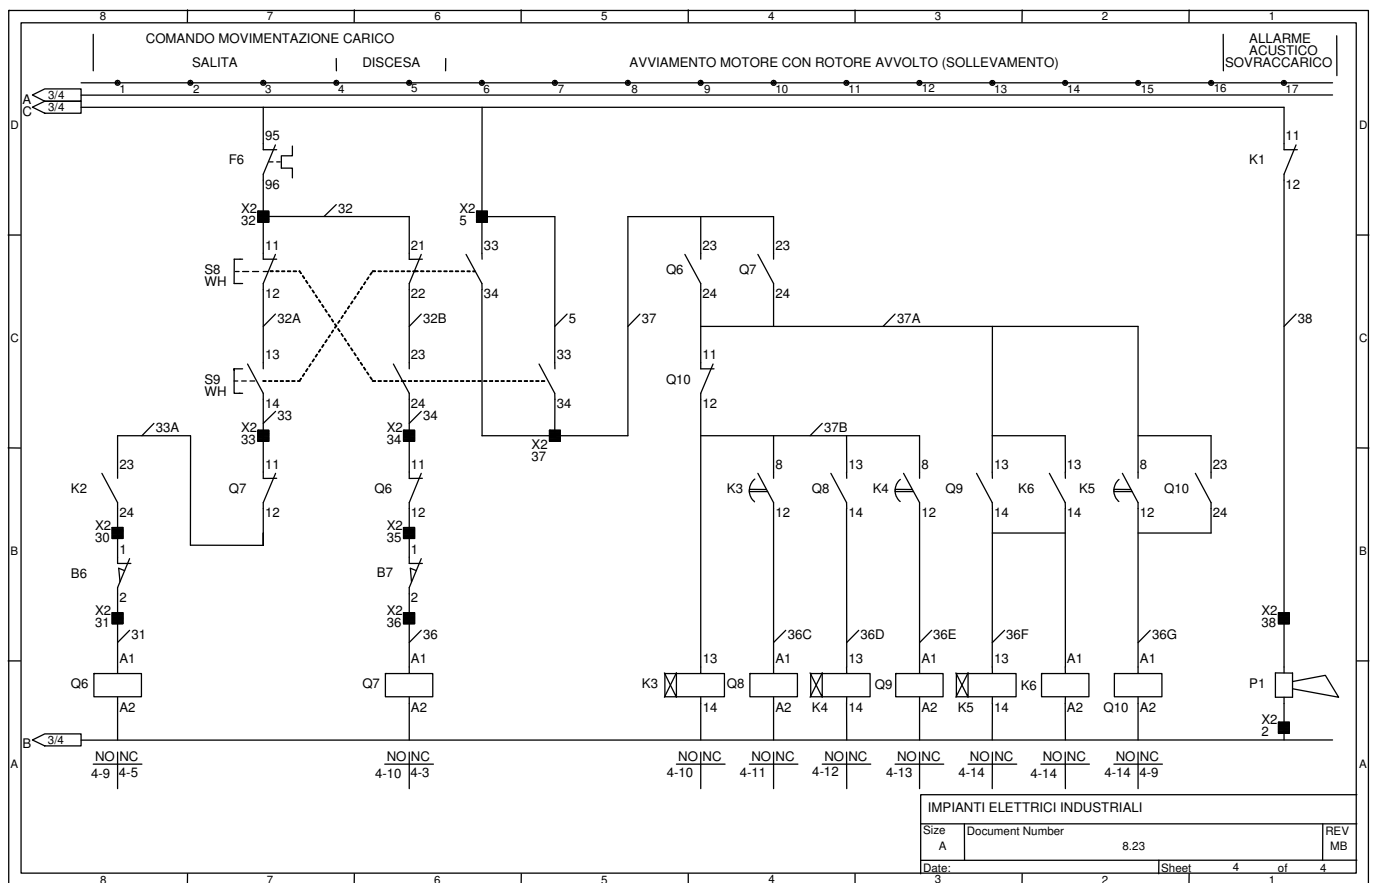 8 7 6 5 4 3 2 1
COMANDO MOVIMENTAZIONE CARICO
ALLARME
ACUSTICO
SOVRACCARICO
SALITA DISCESA AVVIAMENTO MOTORE CON ROTORE AVVOLTO (SOLLEVAMENTO)
1 2 3 4 5 6 7 8 9 10 11 12 13 14 15 16 17
A 3/4
C 3/4
D D
95 11
F6 K1
96 12
X2 32 32 X2 5
11 21 33 23 23
S8 WH Q6 Q7
12 22 34 24 24
32A 32B 5 37 37A 38
C C
13 23 33 11
S9 WH Q10
14 24 34 12
33 34
33A X2 33 X2 34 X2 37 37B
23 11 11 8 13 8 13 13 8 23
K2 Q7 Q6 K3 Q8 K4 Q9 K6 K5 Q10
24 12 12 12 14 12 14 14 12 24
X2 30 X2 35
B B
1 1
B6 B7
2 2
X2 31 X2 36 X2 38
31 36 36C 36D 36E 36F 36G
A1 A1 13 A1 13 A1 13 A1 A1
Q6 Q7 K3 Q8 K4 Q9 K5 K6 Q10 P1
A2 A2 14 A2 14 A2 14 A2 A2
X2 2
B 3/4
A A
NO NC NO NC NO NC NO NC NO NC NO NC NO NC NO NC NO NC
4-9 4-5 4-10 4-3 4-10 4-11 4-12 4-13 4-14 4-14 4-14 4-9
IMPIANTI ELETTRICI INDUSTRIALI
Size Document Number REV
A 8.23 MB
Date: Sheet 4 of 4
8 7 6 5 4 3 2 1